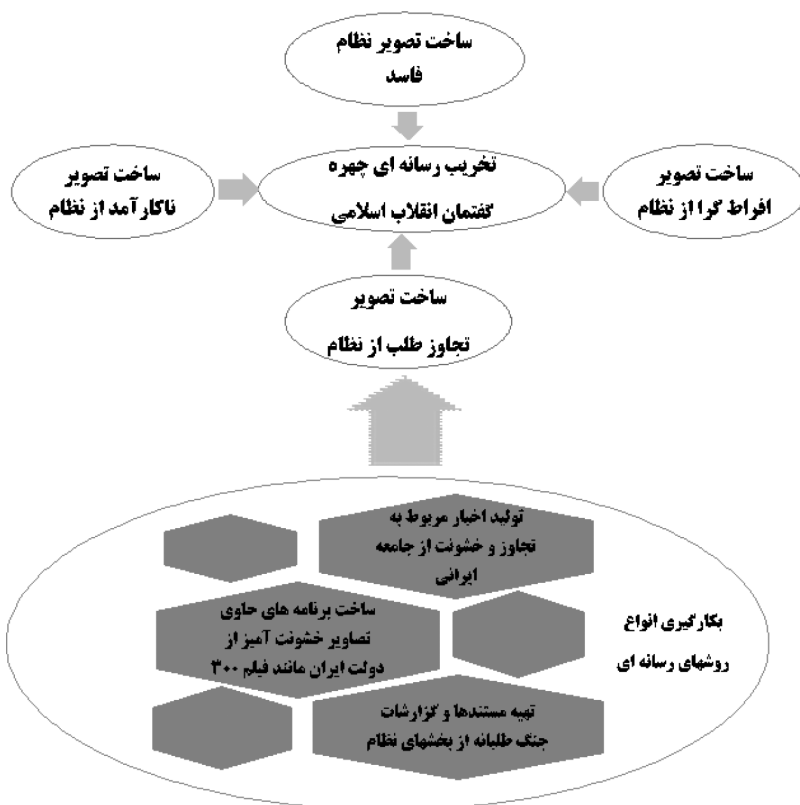 ساخت تصویر نظام
فاسد
تخریب رسانه ای چهره
گفتمان انقلاب اسلامی
ساخت تصویر
افراط گرا از نظام
ساخت تصویر
ناکارآمد از نظام
ساخت تصویر
تجاوز طلب از نظام
بکارگیری انواع
روشهای رسانه ای
تولید اخبار مربوط به
تجاوز و خشونت از جامعه
ایرانی
ساخت برنامه های حاوی
تصاویر خشونت آمیز از
دولت ایران مانند فیلم ۳۰۰
تهیه مستندها و گزارشات
جنگ طلبانه از بخشهای نظام